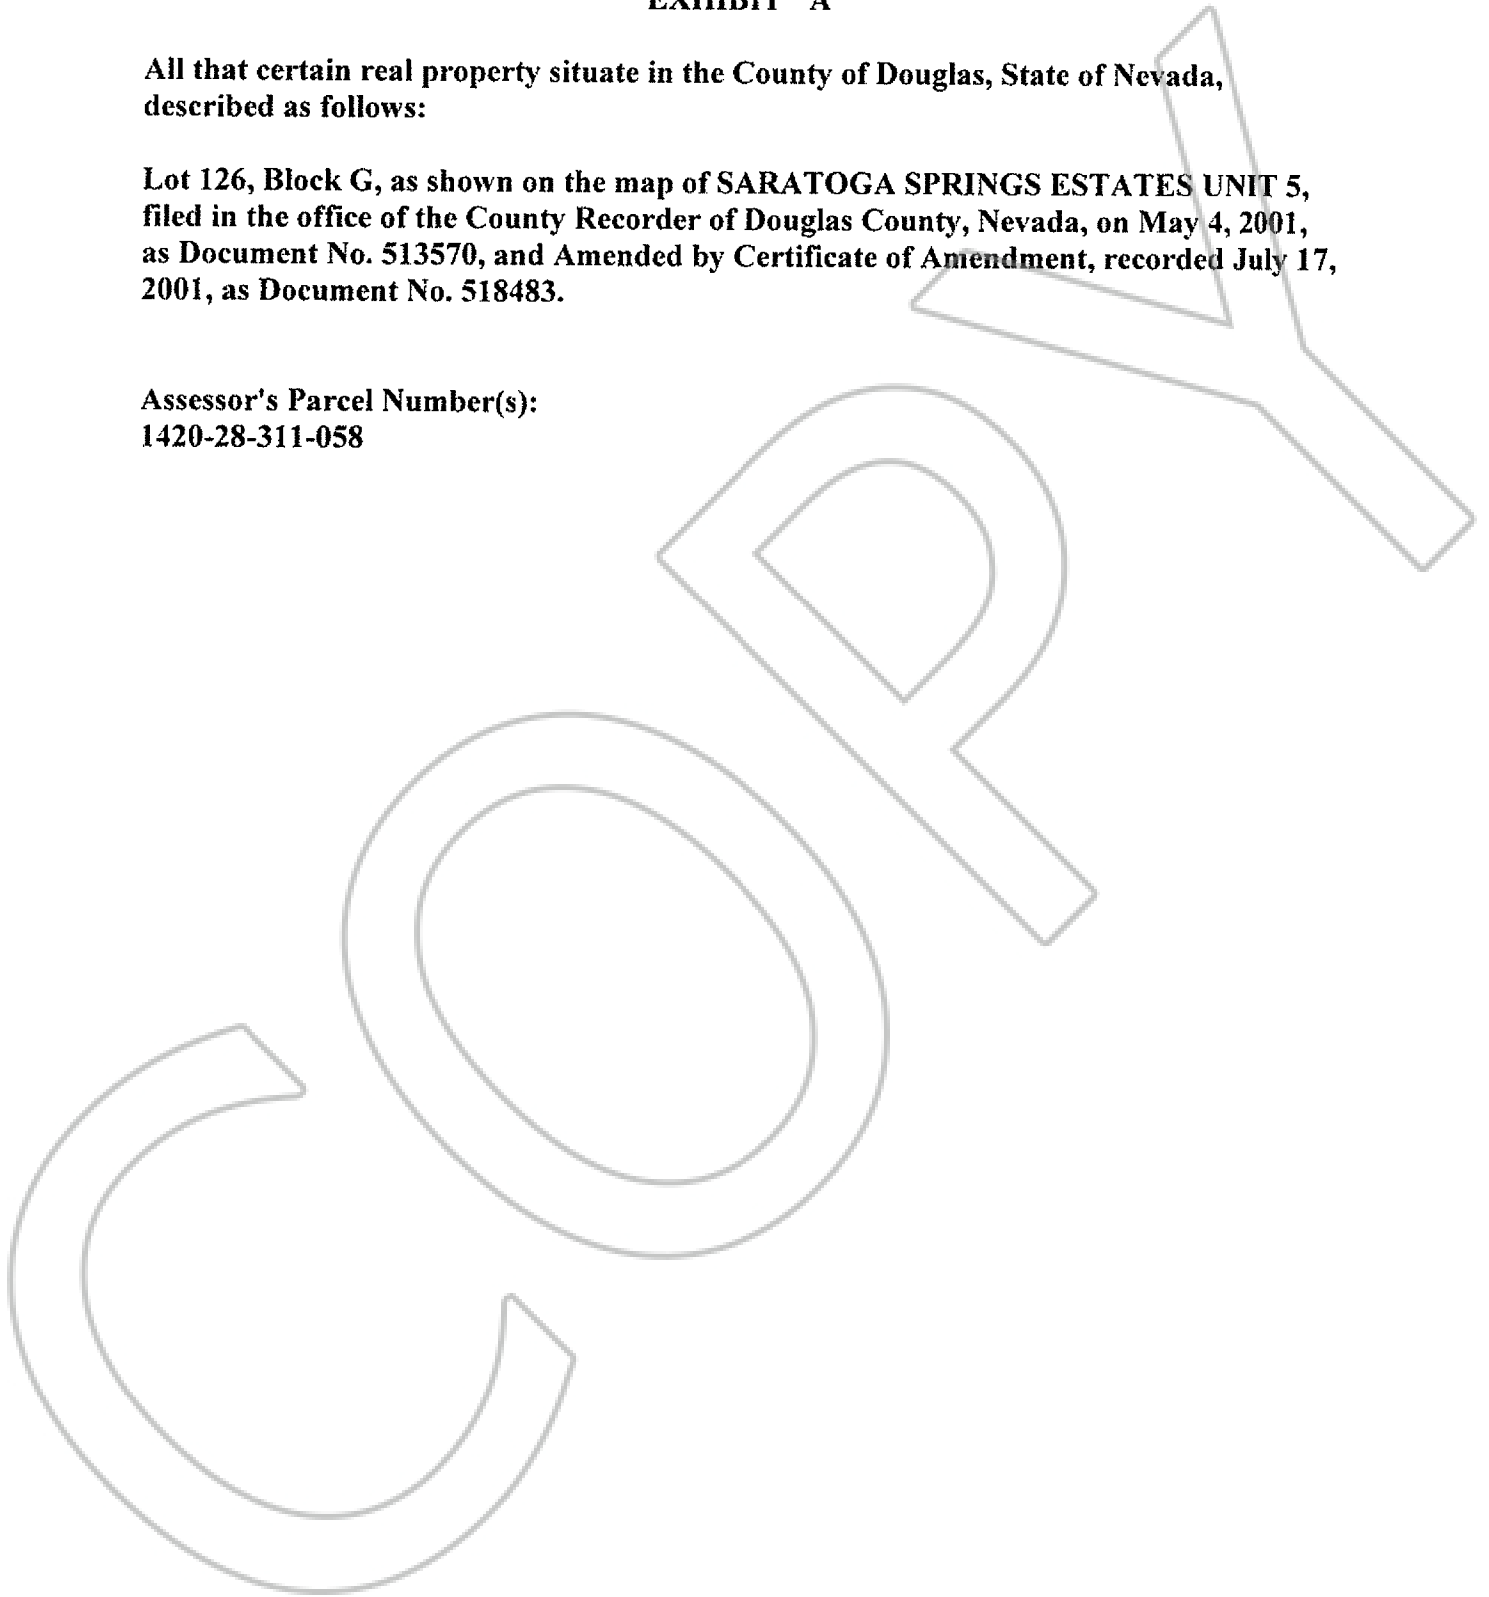 EXHIBIT "A"
All that certain real property situate in the County of Douglas, State of Nevada,
described as follows:
Lot 126, Block G, as shown on the map of SARATOGA SPRINGS ESTATES UNIT 5,
filed in the office of the County Recorder of Douglas County, Nevada, on May 4, 2001,
as Document No. 513570, and Amended by Certificate of Amendment, recorded July 17,
2001, as Document No. 518483.
Assessor's Parcel Number(s):
1420-28-311-058
COPY